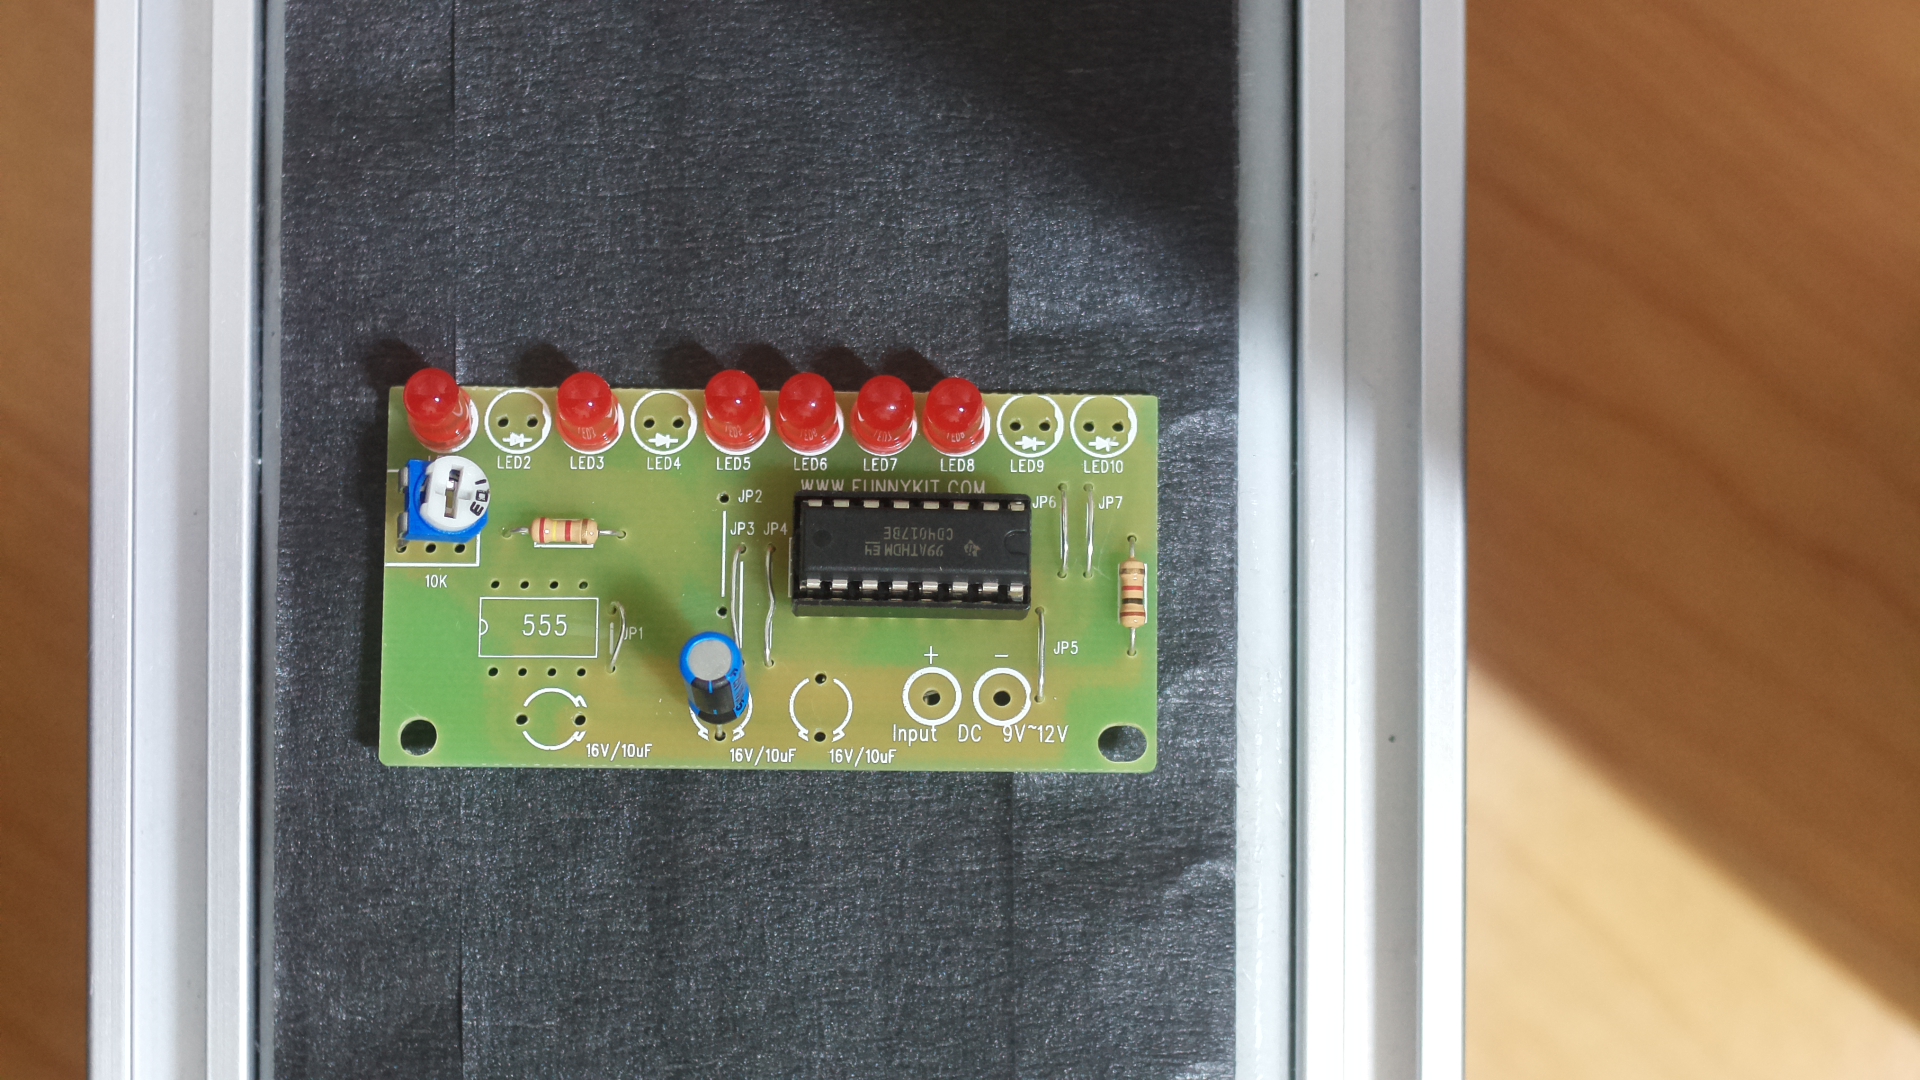 LED2
LED3
LED4
LED5
LED6
LED7
LED8
LED9
LED10
WWW.FUNNYKIT.COM
103
JP2
JP3
JP4
JP6
JP7
99ATHDM E4
CD4017BE
10K
555
JP1
JP5
+
−
Input DC 9V~12V
16V/10uF
16V/10uF
16V/10uF